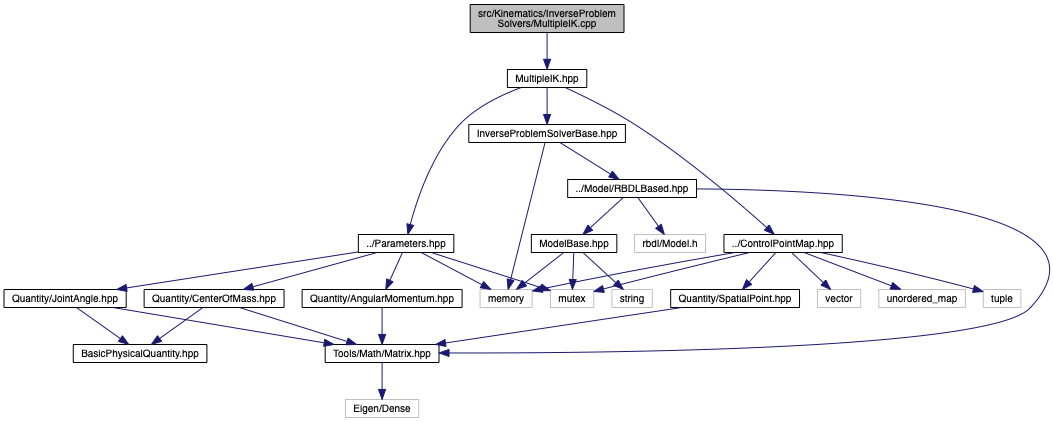 src/Kinematics/InverseProblem
Solvers/MultipleIK.cpp
MultipleIK.hpp
InverseProblemSolverBase.hpp
../Model/RBDLBased.hpp
../Parameters.hpp
ModelBase.hpp
rbdl/Model.h
../ControlPointMap.hpp
Quantity/JointAngle.hpp
Quantity/CenterOfMass.hpp
Quantity/AngularMomentum.hpp
memory
mutex
string
Quantity/SpatialPoint.hpp
vector
unordered_map
tuple
BasicPhysicalQuantity.hpp
Tools/Math/Matrix.hpp
Eigen/Dense